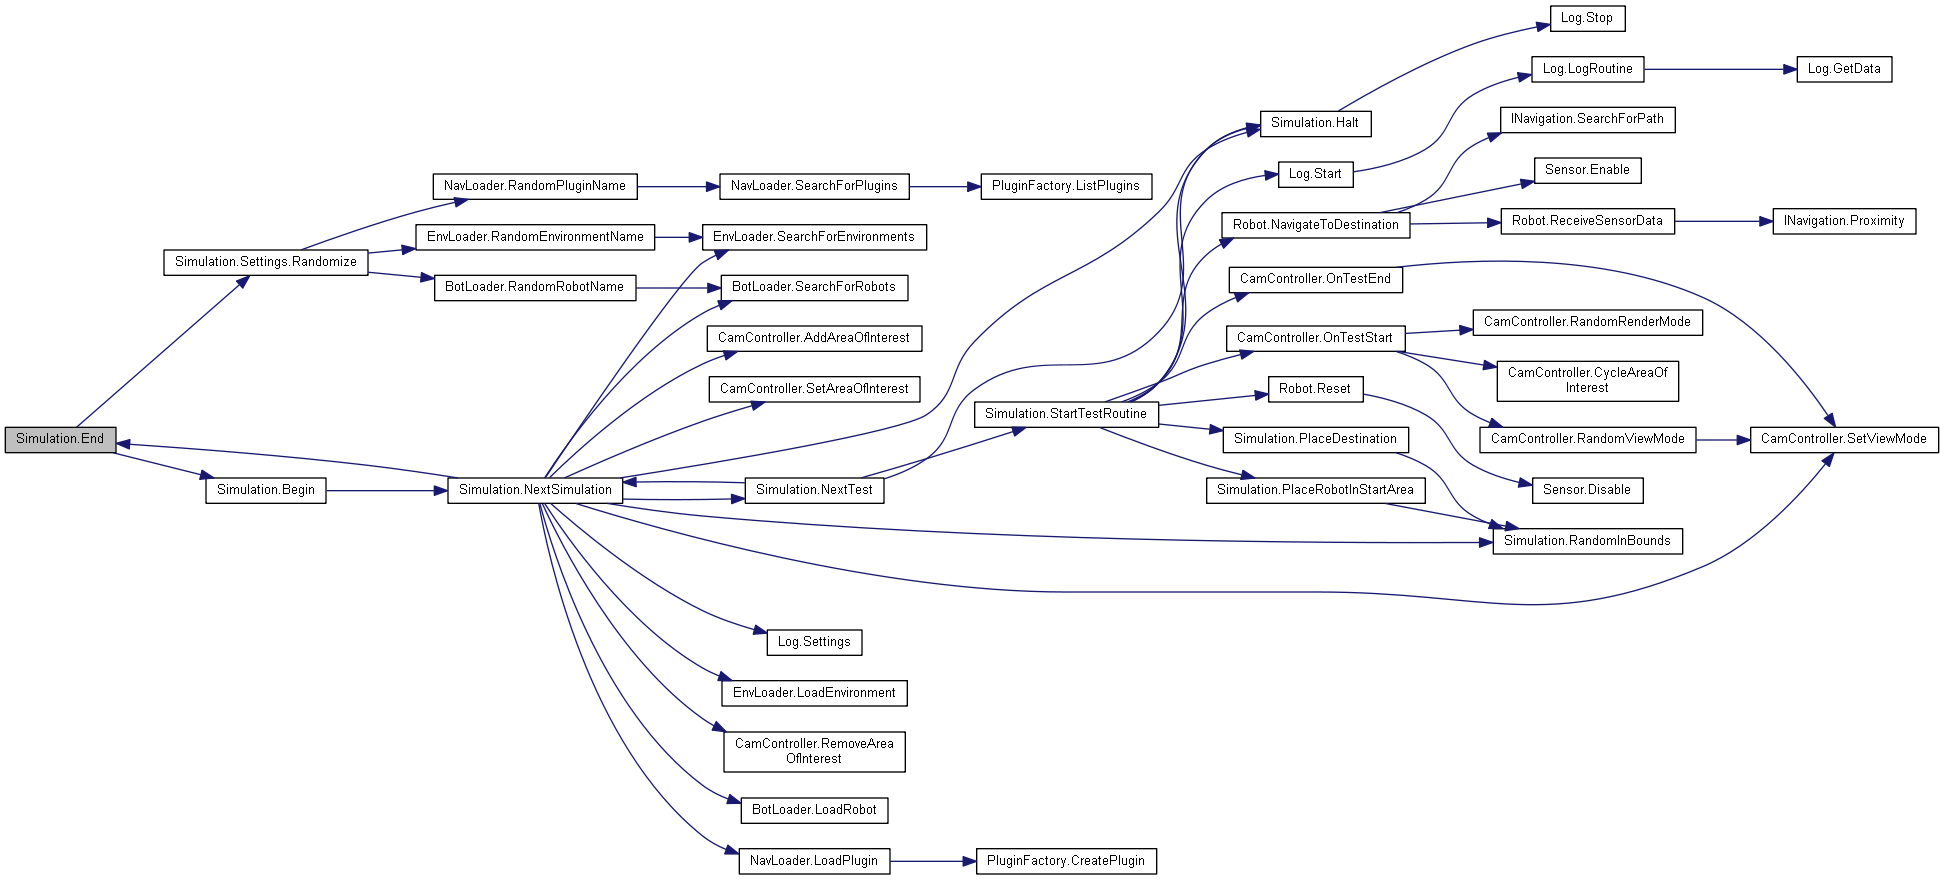 Log.Stop
Log.LogRoutine
Log.GetData
Simulation.Halt
INavigation.SearchForPath
Log.Start
Sensor.Enable
NavLoader.RandomPluginName
NavLoader.SearchForPlugins
PluginFactory.ListPlugins
Robot.NavigateToDestination
Robot.ReceiveSensorData
INavigation.Proximity
EnvLoader.RandomEnvironmentName
EnvLoader.SearchForEnvironments
Simulation.Settings.Randomize
BotLoader.RandomRobotName
BotLoader.SearchForRobots
CamController.OnTestEnd
CamController.AddAreaOfInterest
CamController.OnTestStart
CamController.RandomRenderMode
CamController.SetAreaOfInterest
Robot.Reset
CamController.CycleAreaOf
Interest
Simulation.StartTestRoutine
Simulation.End
Simulation.PlaceDestination
CamController.RandomViewMode
CamController.SetViewMode
Simulation.Begin
Simulation.NextSimulation
Simulation.NextTest
Simulation.PlaceRobotInStartArea
Sensor.Disable
Simulation.RandomInBounds
Log.Settings
EnvLoader.LoadEnvironment
CamController.RemoveArea
OfInterest
BotLoader.LoadRobot
NavLoader.LoadPlugin
PluginFactory.CreatePlugin